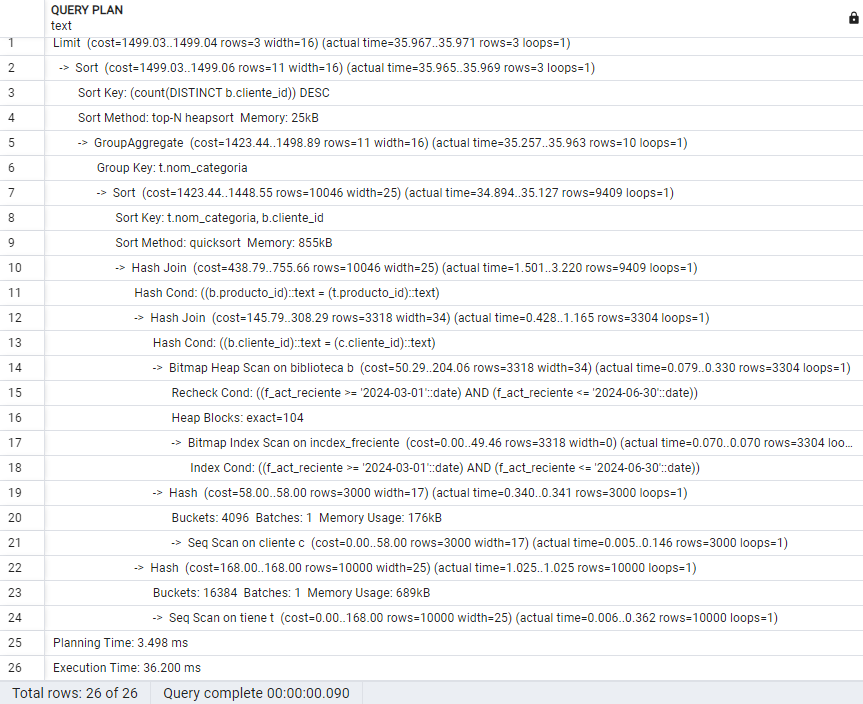 QUERY PLAN
text
1 Limit (cost=1499.03..1499.04 rows=3 width=16) (actual time=35.967..35.971 rows=3 loops=1)
2 -> Sort (cost=1499.03..1499.06 rows=11 width=16) (actual time=35.965..35.969 rows=3 loops=1)
3 Sort Key: (count(DISTINCT b.cliente_id)) DESC
4 Sort Method: top-N heapsort Memory: 25kB
5 -> GroupAggregate (cost=1423.44..1498.89 rows=11 width=16) (actual time=35.257..35.963 rows=10 loops=1)
6 Group Key: t.nom_categoria
7 -> Sort (cost=1423.44..1448.55 rows=10046 width=25) (actual time=34.894..35.127 rows=9409 loops=1)
8 Sort Key: t.nom_categoria, b.cliente_id
9 Sort Method: quicksort Memory: 855kB
10 -> Hash Join (cost=438.79..755.66 rows=10046 width=25) (actual time=1.501..3.220 rows=9409 loops=1)
11 Hash Cond: ((b.producto_id)::text = (t.producto_id)::text)
12 -> Hash Join (cost=145.79..308.29 rows=3318 width=34) (actual time=0.428..1.165 rows=3304 loops=1)
13 Hash Cond: ((b.cliente_id)::text = (c.cliente_id)::text)
14 -> Bitmap Heap Scan on biblioteca b (cost=50.29..204.06 rows=3318 width=34) (actual time=0.079..0.330 rows=3304 loops=1)
15 Recheck Cond: ((f_act_reciente >= '2024-03-01'::date) AND (f_act_reciente <= '2024-06-30'::date))
16 Heap Blocks: exact=104
17 -> Bitmap Index Scan on incdex_freciente (cost=0.00..49.46 rows=3318 width=0) (actual time=0.070..0.070 rows=3304 loo...
18 Index Cond: ((f_act_reciente >= '2024-03-01'::date) AND (f_act_reciente <= '2024-06-30'::date))
19 -> Hash (cost=58.00..58.00 rows=3000 width=17) (actual time=0.340..0.341 rows=3000 loops=1)
20 Buckets: 4096 Batches: 1 Memory Usage: 176kB
21 -> Seq Scan on cliente c (cost=0.00..58.00 rows=3000 width=17) (actual time=0.005..0.146 rows=3000 loops=1)
22 -> Hash (cost=168.00..168.00 rows=10000 width=25) (actual time=1.025..1.025 rows=10000 loops=1)
23 Buckets: 16384 Batches: 1 Memory Usage: 689kB
24 -> Seq Scan on tiene t (cost=0.00..168.00 rows=10000 width=25) (actual time=0.006..0.362 rows=10000 loops=1)
25 Planning Time: 3.498 ms
26 Execution Time: 36.200 ms
Total rows: 26 of 26 Query complete 00:00:00.090